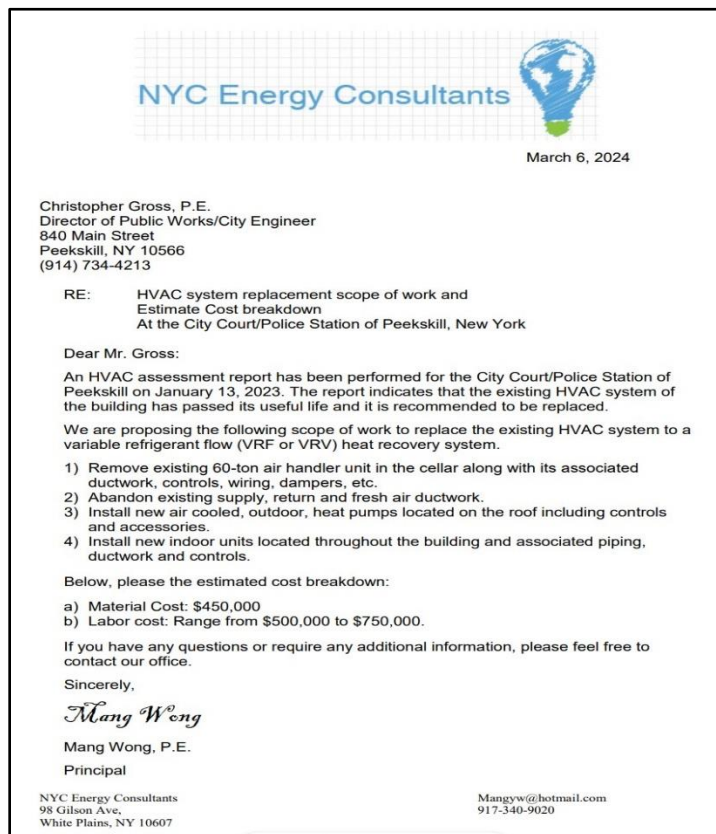 NYC Energy Consultants
March 6, 2024
Christopher Gross, P.E.
Director of Public Works/City Engineer
840 Main Street
Peekskill, NY 10566
(914) 734-4213
RE: HVAC system replacement scope of work and
Estimate Cost breakdown
At the City Court/Police Station of Peekskill, New York
Dear Mr. Gross:
An HVAC assessment report has been performed for the City Court/Police Station of
Peekskill on January 13, 2023. The report indicates that the existing HVAC system of
the building has passed its useful life and it is recommended to be replaced.
We are proposing the following scope of work to replace the existing HVAC system to a
variable refrigerant flow (VRF or VRV) heat recovery system.
1) Remove existing 60-ton air handler unit in the cellar along with its associated
ductwork, controls, wiring, dampers, etc.
2) Abandon existing supply, return and fresh air ductwork.
3) Install new air cooled, outdoor, heat pumps located on the roof including controls
and accessories.
4) Install new indoor units located throughout the building and associated piping,
ductwork and controls.
Below, please the estimated cost breakdown:
a) Material Cost: $450,000
b) Labor cost: Range from $500,000 to $750,000.
If you have any questions or require any additional information, please feel free to
contact our office.
Sincerely,
Mang Wong
Mang Wong, P.E.
Principal
NYC Energy Consultants Mangyw@hotmail.com
98 Gilson Ave, 917-340-9020
White Plains, NY 10607